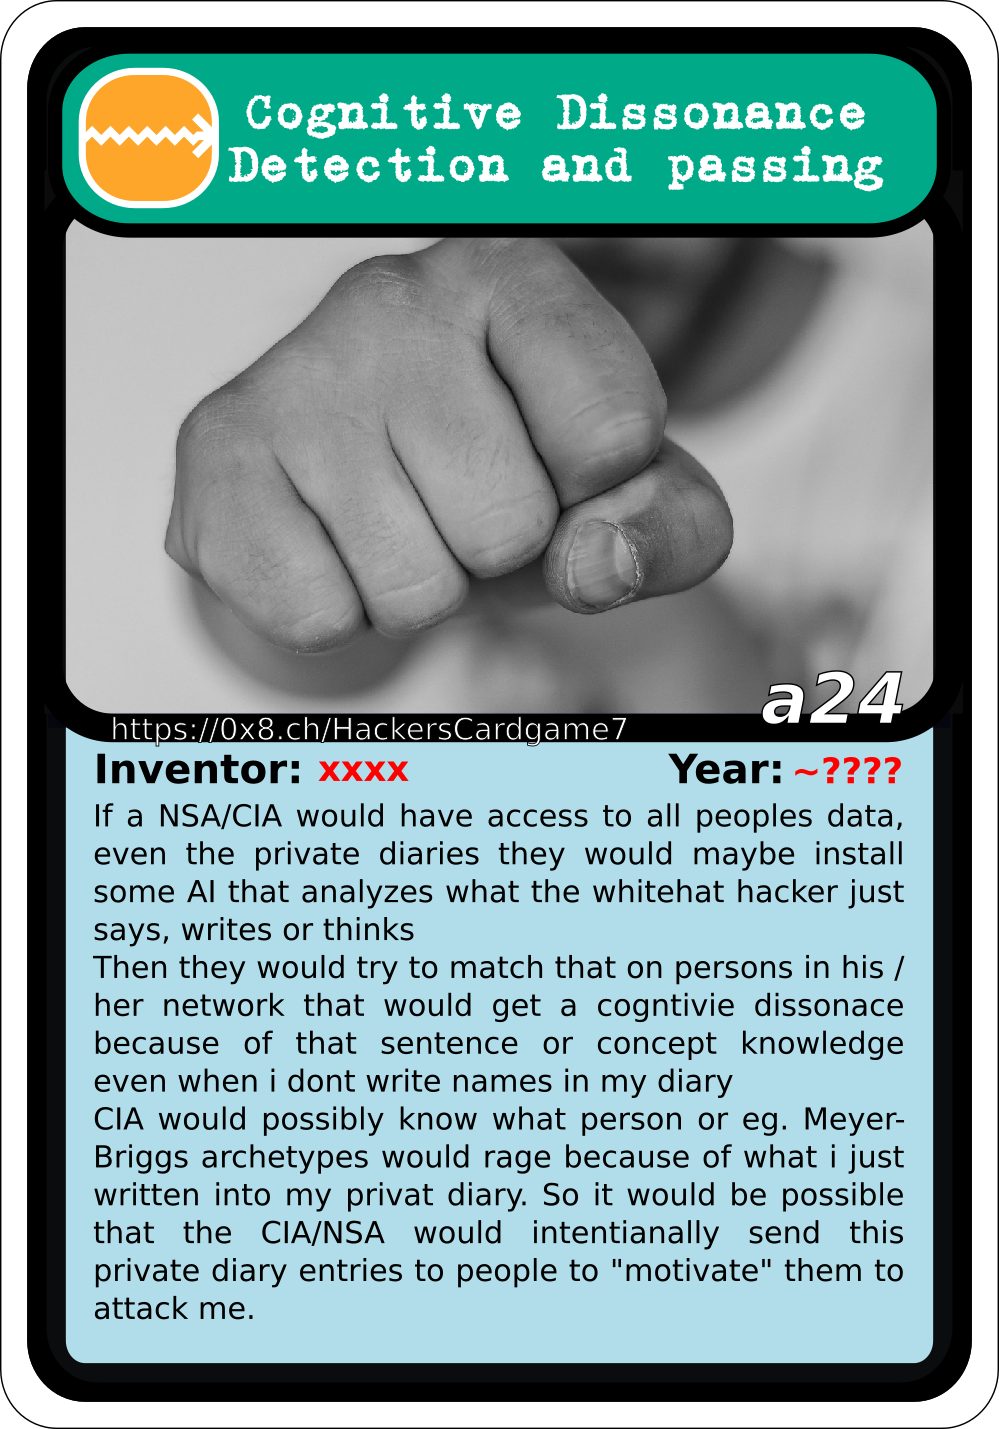 Cognitive Dissonance
Detection and passing
a24
https://0x8.ch/HackersCardgame7
Inventor: xxxx Year: ~????
If a NSA/CIA would have access to all peoples data,
even the private diaries they would maybe install
some AI that analyzes what the whitehat hacker just
says, writes or thinks
Then they would try to match that on persons in his /
her network that would get a cogntivie dissonace
because of that sentence or concept knowledge
even when i dont write names in my diary
CIA would possibly know what person or eg. Meyer-
Briggs archetypes would rage because of what i just
written into my privat diary. So it would be possible
that the CIA/NSA would intentianally send this
private diary entries to people to "motivate" them to
attack me.